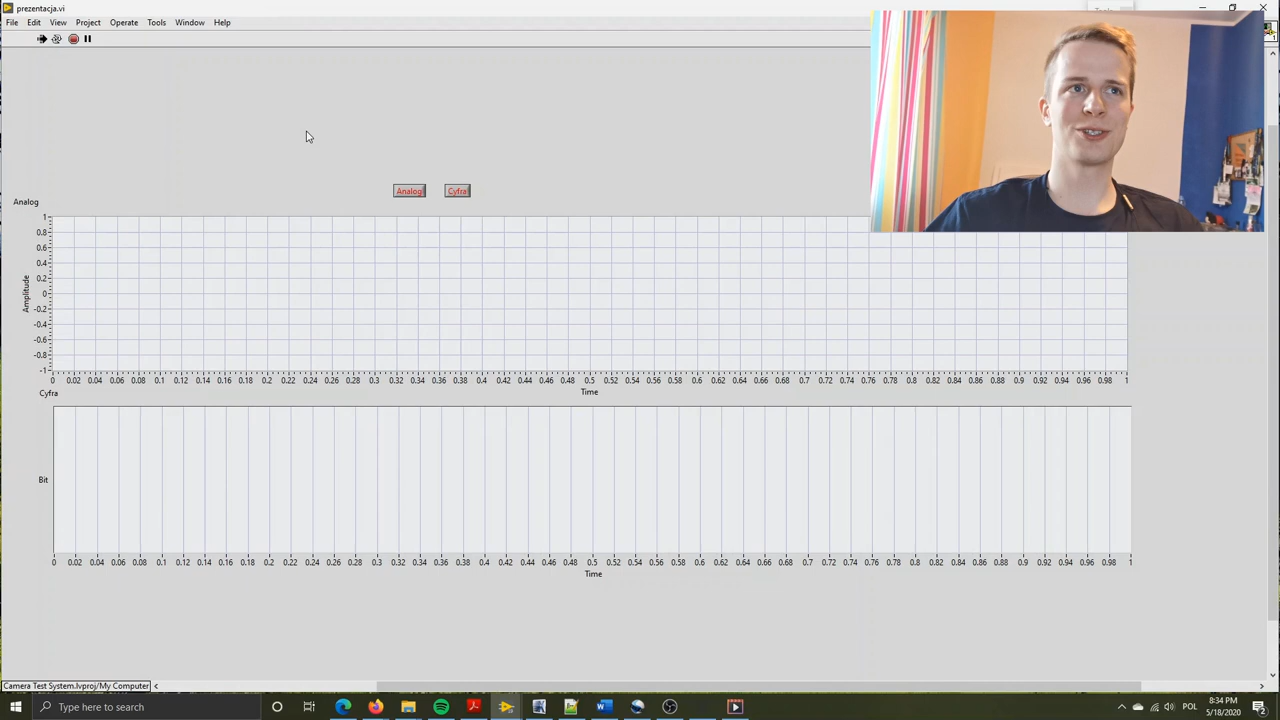 prezentacja.vi
File Edit View Project Operate Tools Window Help
Analog Cyfra
Analog
1
0.8
0.6
0.4
0.2
0
-0.2
-0.4
-0.6
-0.8
-1
Amplitude
0 0.02 0.04 0.06 0.08 0.1 0.12 0.14 0.16 0.18 0.2 0.22 0.24 0.26 0.28 0.3 0.32 0.34 0.36 0.38 0.4 0.42 0.44 0.46 0.48 0.5 0.52 0.54 0.56 0.58 0.6 0.62 0.64 0.66 0.68 0.7 0.72 0.74 0.76 0.78 0.8 0.82 0.84 0.86 0.88 0.9 0.92 0.94 0.96 0.98 1
Time
Cyfra
Bit
0 0.02 0.04 0.06 0.08 0.1 0.12 0.14 0.16 0.18 0.2 0.22 0.24 0.26 0.28 0.3 0.32 0.34 0.36 0.38 0.4 0.42 0.44 0.46 0.48 0.5 0.52 0.54 0.56 0.58 0.6 0.62 0.64 0.66 0.68 0.7 0.72 0.74 0.76 0.78 0.8 0.82 0.84 0.86 0.88 0.9 0.92 0.94 0.96 0.98 1
Time
Camera Test System.lvproj/My Computer
Type here to search
POL
8:34 PM
5/18/2020
2